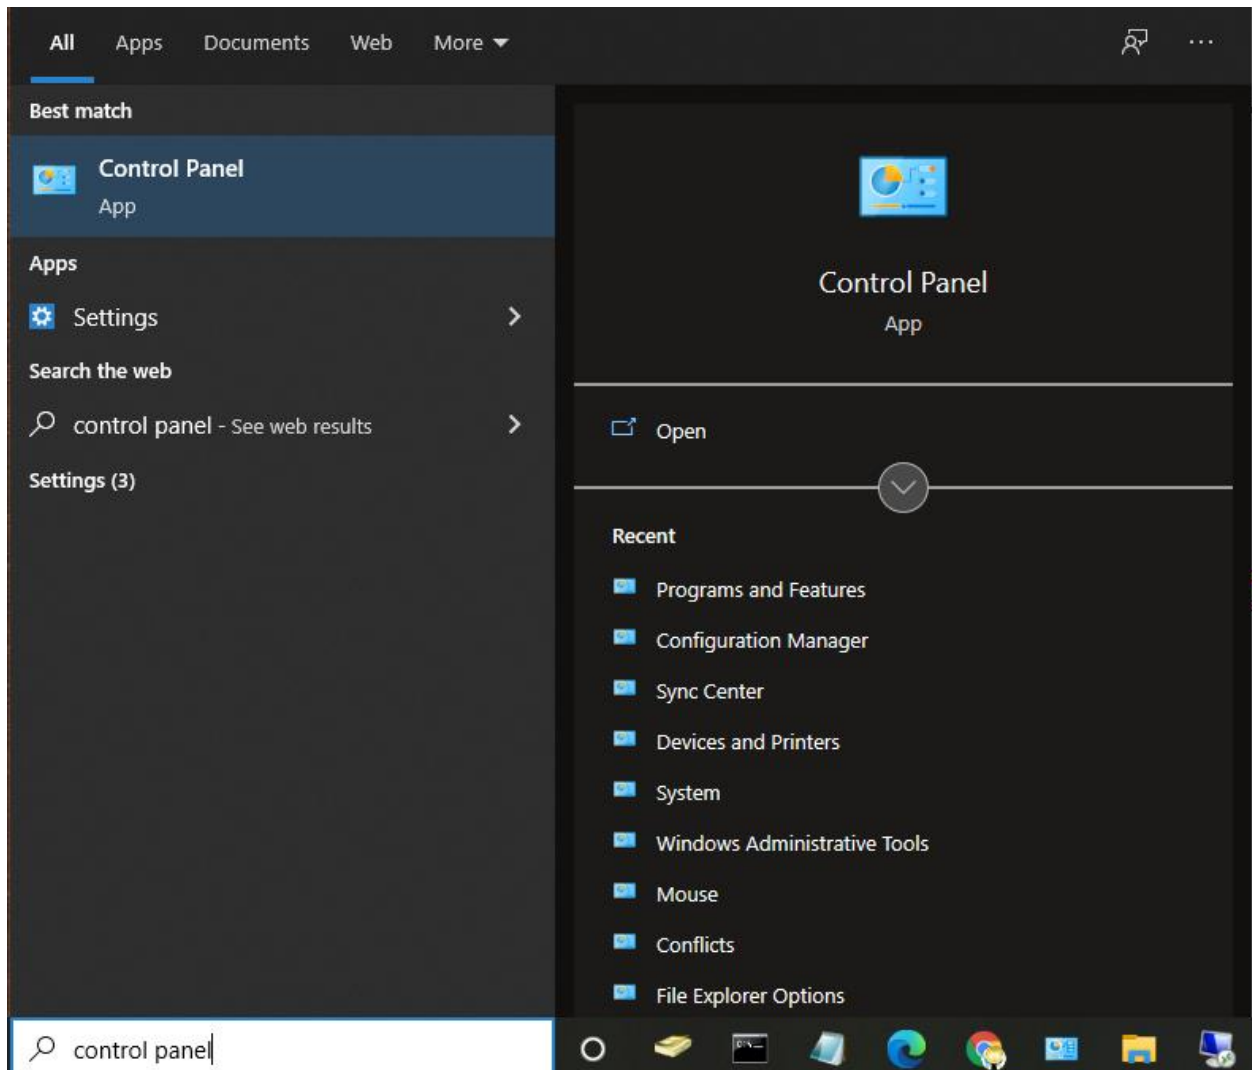 All Apps Documents Web More
Best match
Control Panel
App
Apps
Settings
Search the web
control panel - See web results
Settings (3)
Control Panel
App
Open
Recent
Programs and Features
Configuration Manager
Sync Center
Devices and Printers
System
Windows Administrative Tools
Mouse
Conflicts
File Explorer Options
control panel